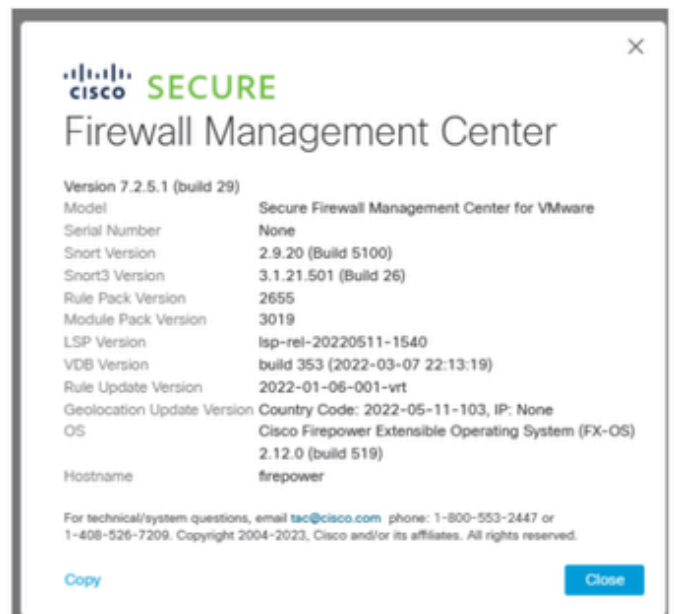 cisco SECURE
Firewall Management Center
Version 7.2.5.1 (build 29)
Model Secure Firewall Management Center for VMware
Serial Number None
Snort Version 2.9.20 (Build 5100)
Snort3 Version 3.1.21.501 (Build 26)
Rule Pack Version 2655
Module Pack Version 3019
LSP Version lsp-rel-20220511-1540
VDB Version build 353 (2022-03-07 22:13:19)
Rule Update Version 2022-01-06-001-vrt
Geolocation Update Version Country Code: 2022-05-11-103, IP: None
OS Cisco Firepower Extensible Operating System (FX-OS)
2.12.0 (build 519)
Hostname firepower
For technical/system questions, email tac@cisco.com phone: 1-800-553-2447 or
1-408-526-7209. Copyright 2004-2023, Cisco and/or its affiliates. All rights reserved.
Copy Close